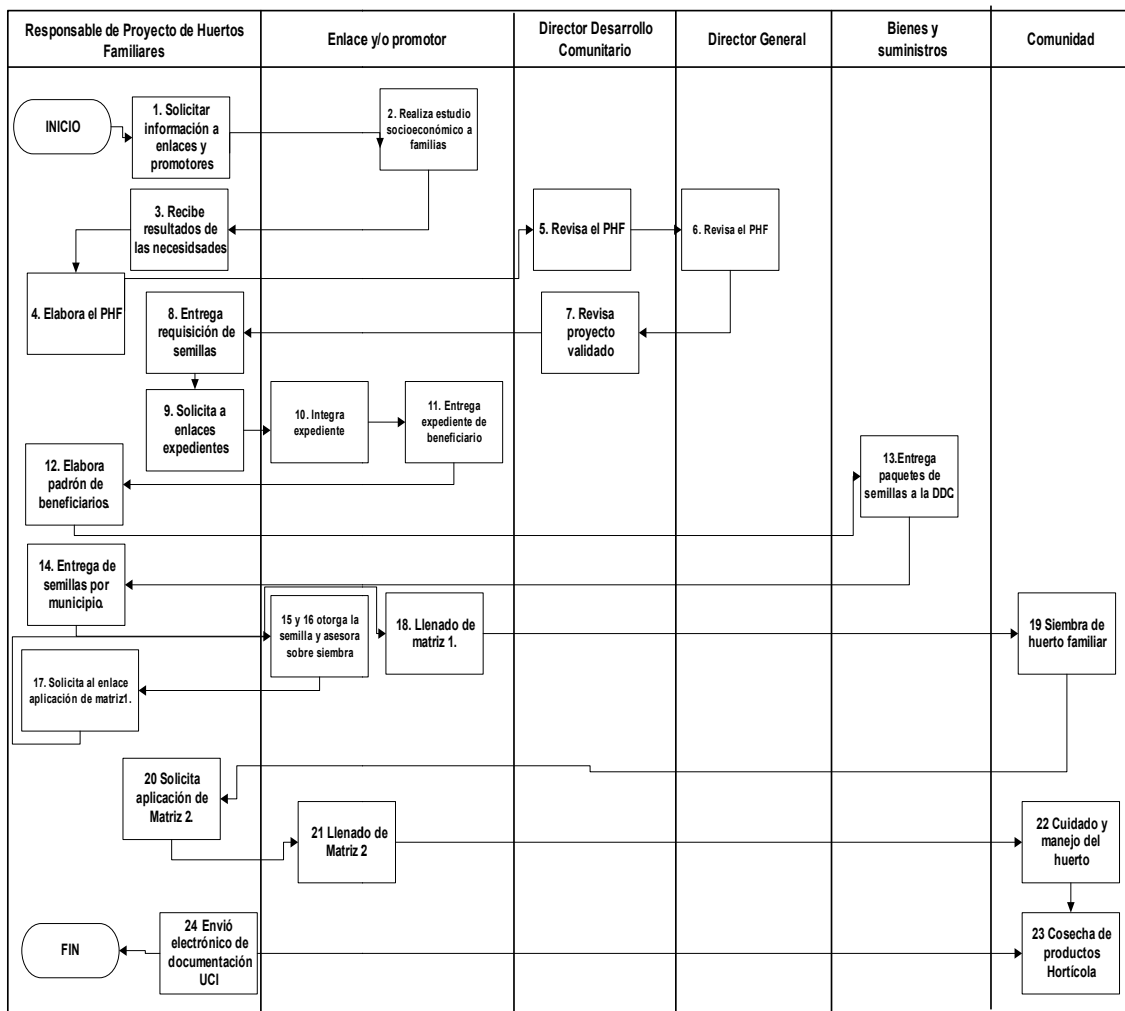 Responsable de Proyecto de Huertos
Familiares
Enlace y/o promotor
Director Desarrollo
Comunitario
Director General
Bienes y
suministros
Comunidad
INICIO
1. Solicitar
información a
enlaces y
promotores
2. Realiza estudio
socioeconómico a
familias
3. Recibe
resultados de
las necesidsades
4. Elabora el PHF
5. Revisa el PHF
6. Revisa el PHF
7. Revisa
proyecto
validado
8. Entrega
requisición de
semillas
9. Solicita a
enlaces
expedientes
10. Integra
expediente
11. Entrega
expediente de
beneficiario
12. Elabora
padrón de
beneficiarios.
13.Entrega
paquetes de
semillas a la DDC
14. Entrega de
semillas por
municipio.
15 y 16 otorga la
semilla y asesora
sobre siembra
17. Solicita al enlace
aplicación de matriz1.
18. Llenado de
matriz 1.
19 Siembra de
huerto familiar
20 Solicita
aplicación de
Matriz 2.
21 Llenado de
Matriz 2
22 Cuidado y
manejo del
huerto
23 Cosecha de
productos
Hortícola
24 Envió
electrónico de
documentación
UCI
FIN